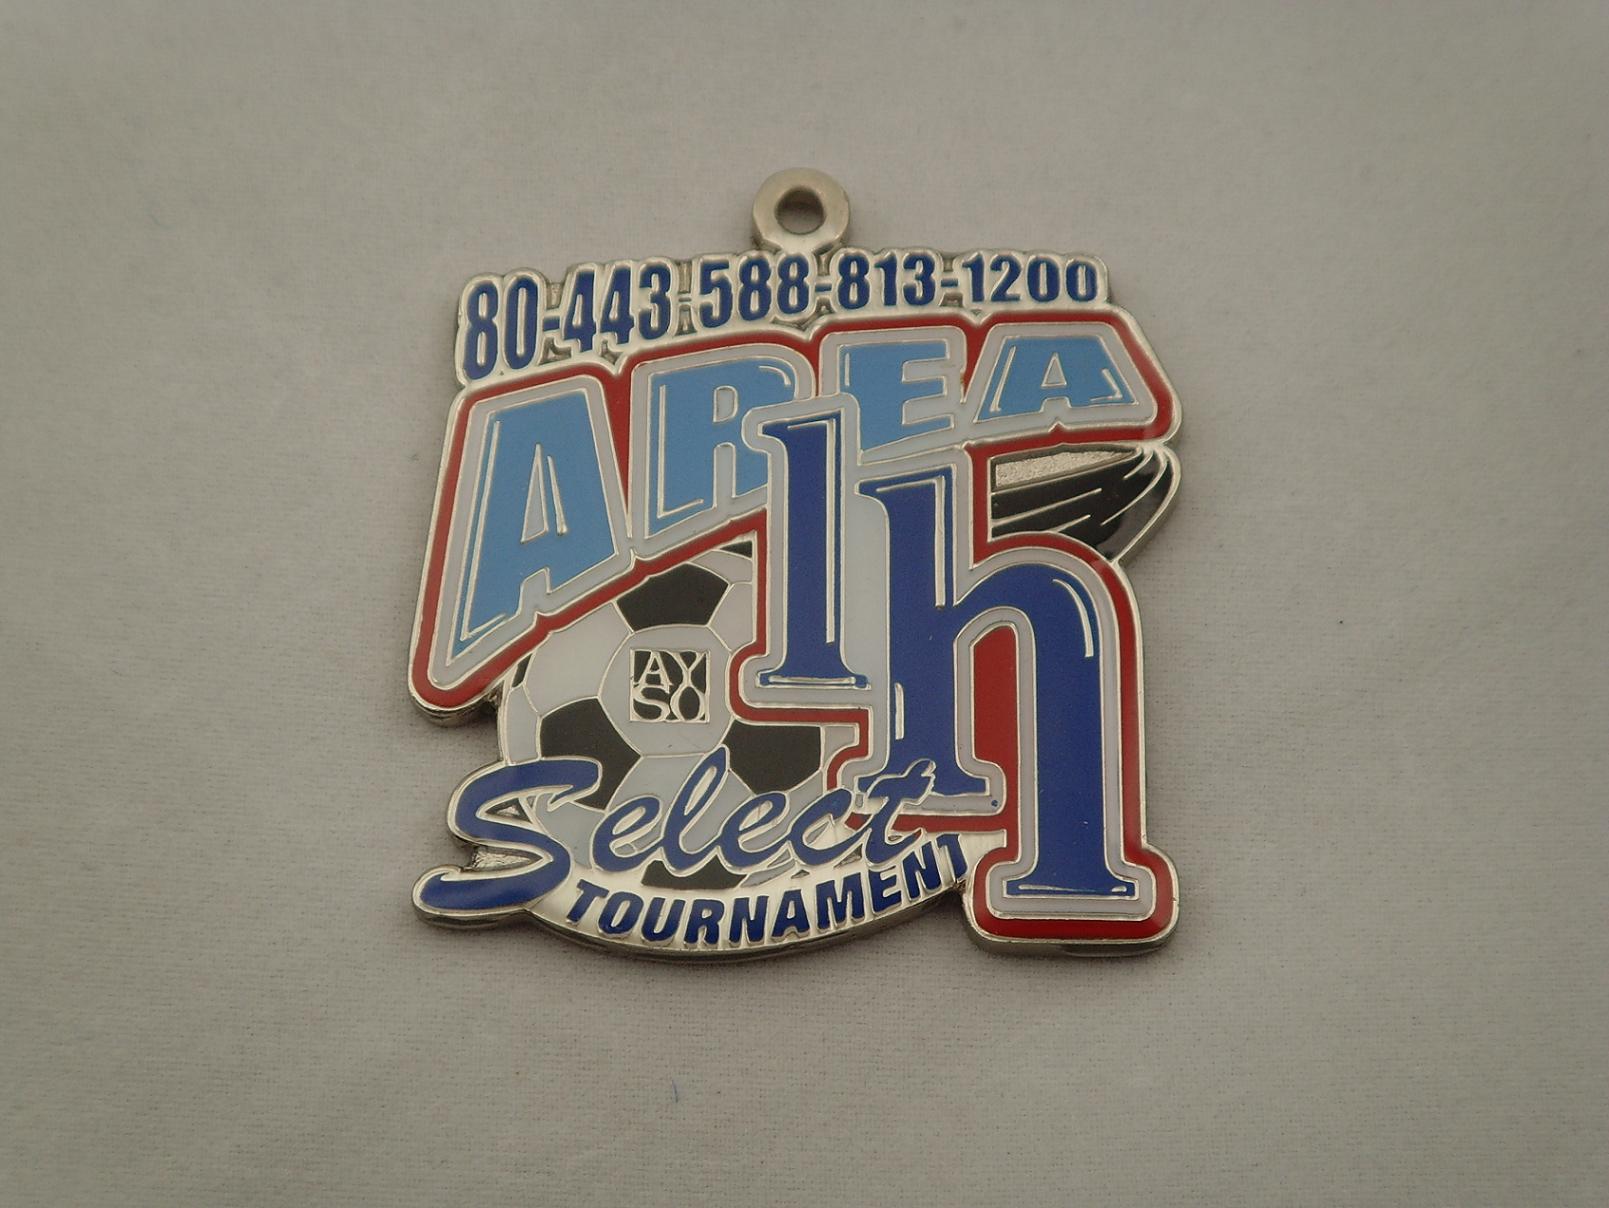 80-443-588-813-1200
AREA
1h
AYSO
Select
TOURNAMENT